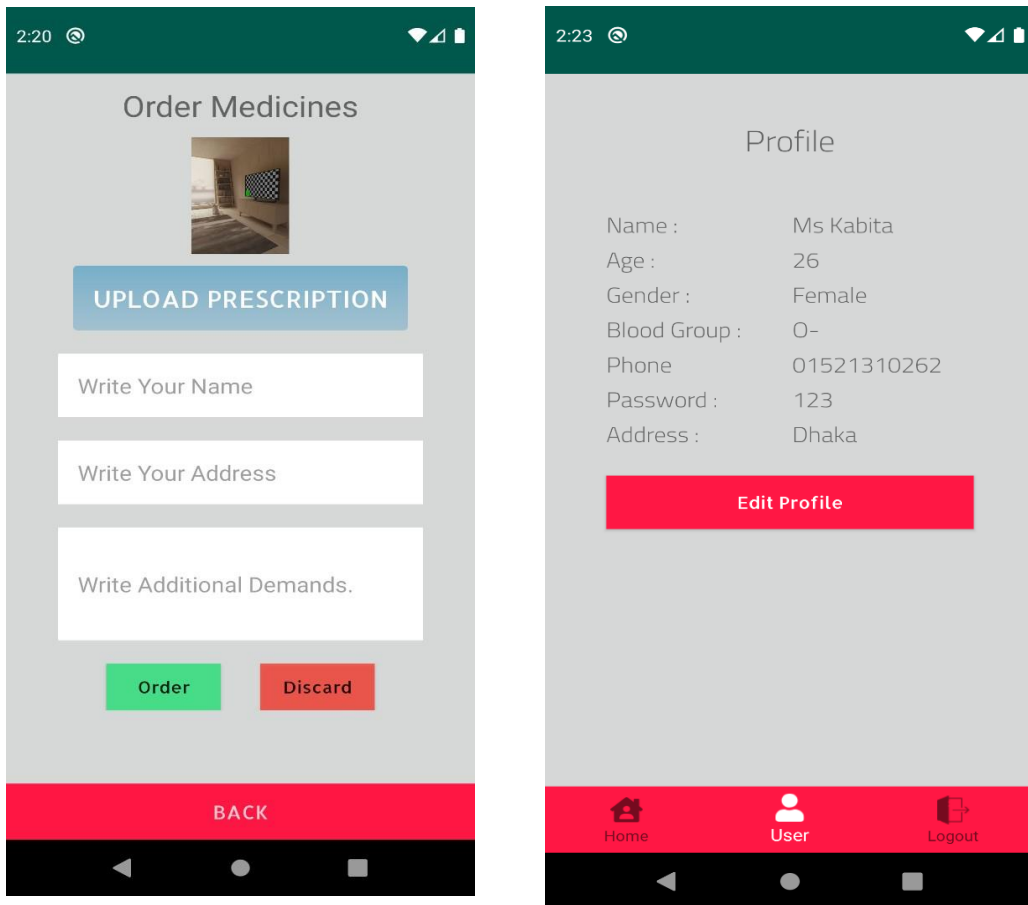 2:20
Order Medicines
UPLOAD PRESCRIPTION
Write Your Name
Write Your Address
Write Additional Demands.
Order Discard
BACK
2:23
Profile
Name : Ms Kabita
Age : 26
Gender : Female
Blood Group : O-
Phone 01521310262
Password : 123
Address : Dhaka
Edit Profile
Home User Logout